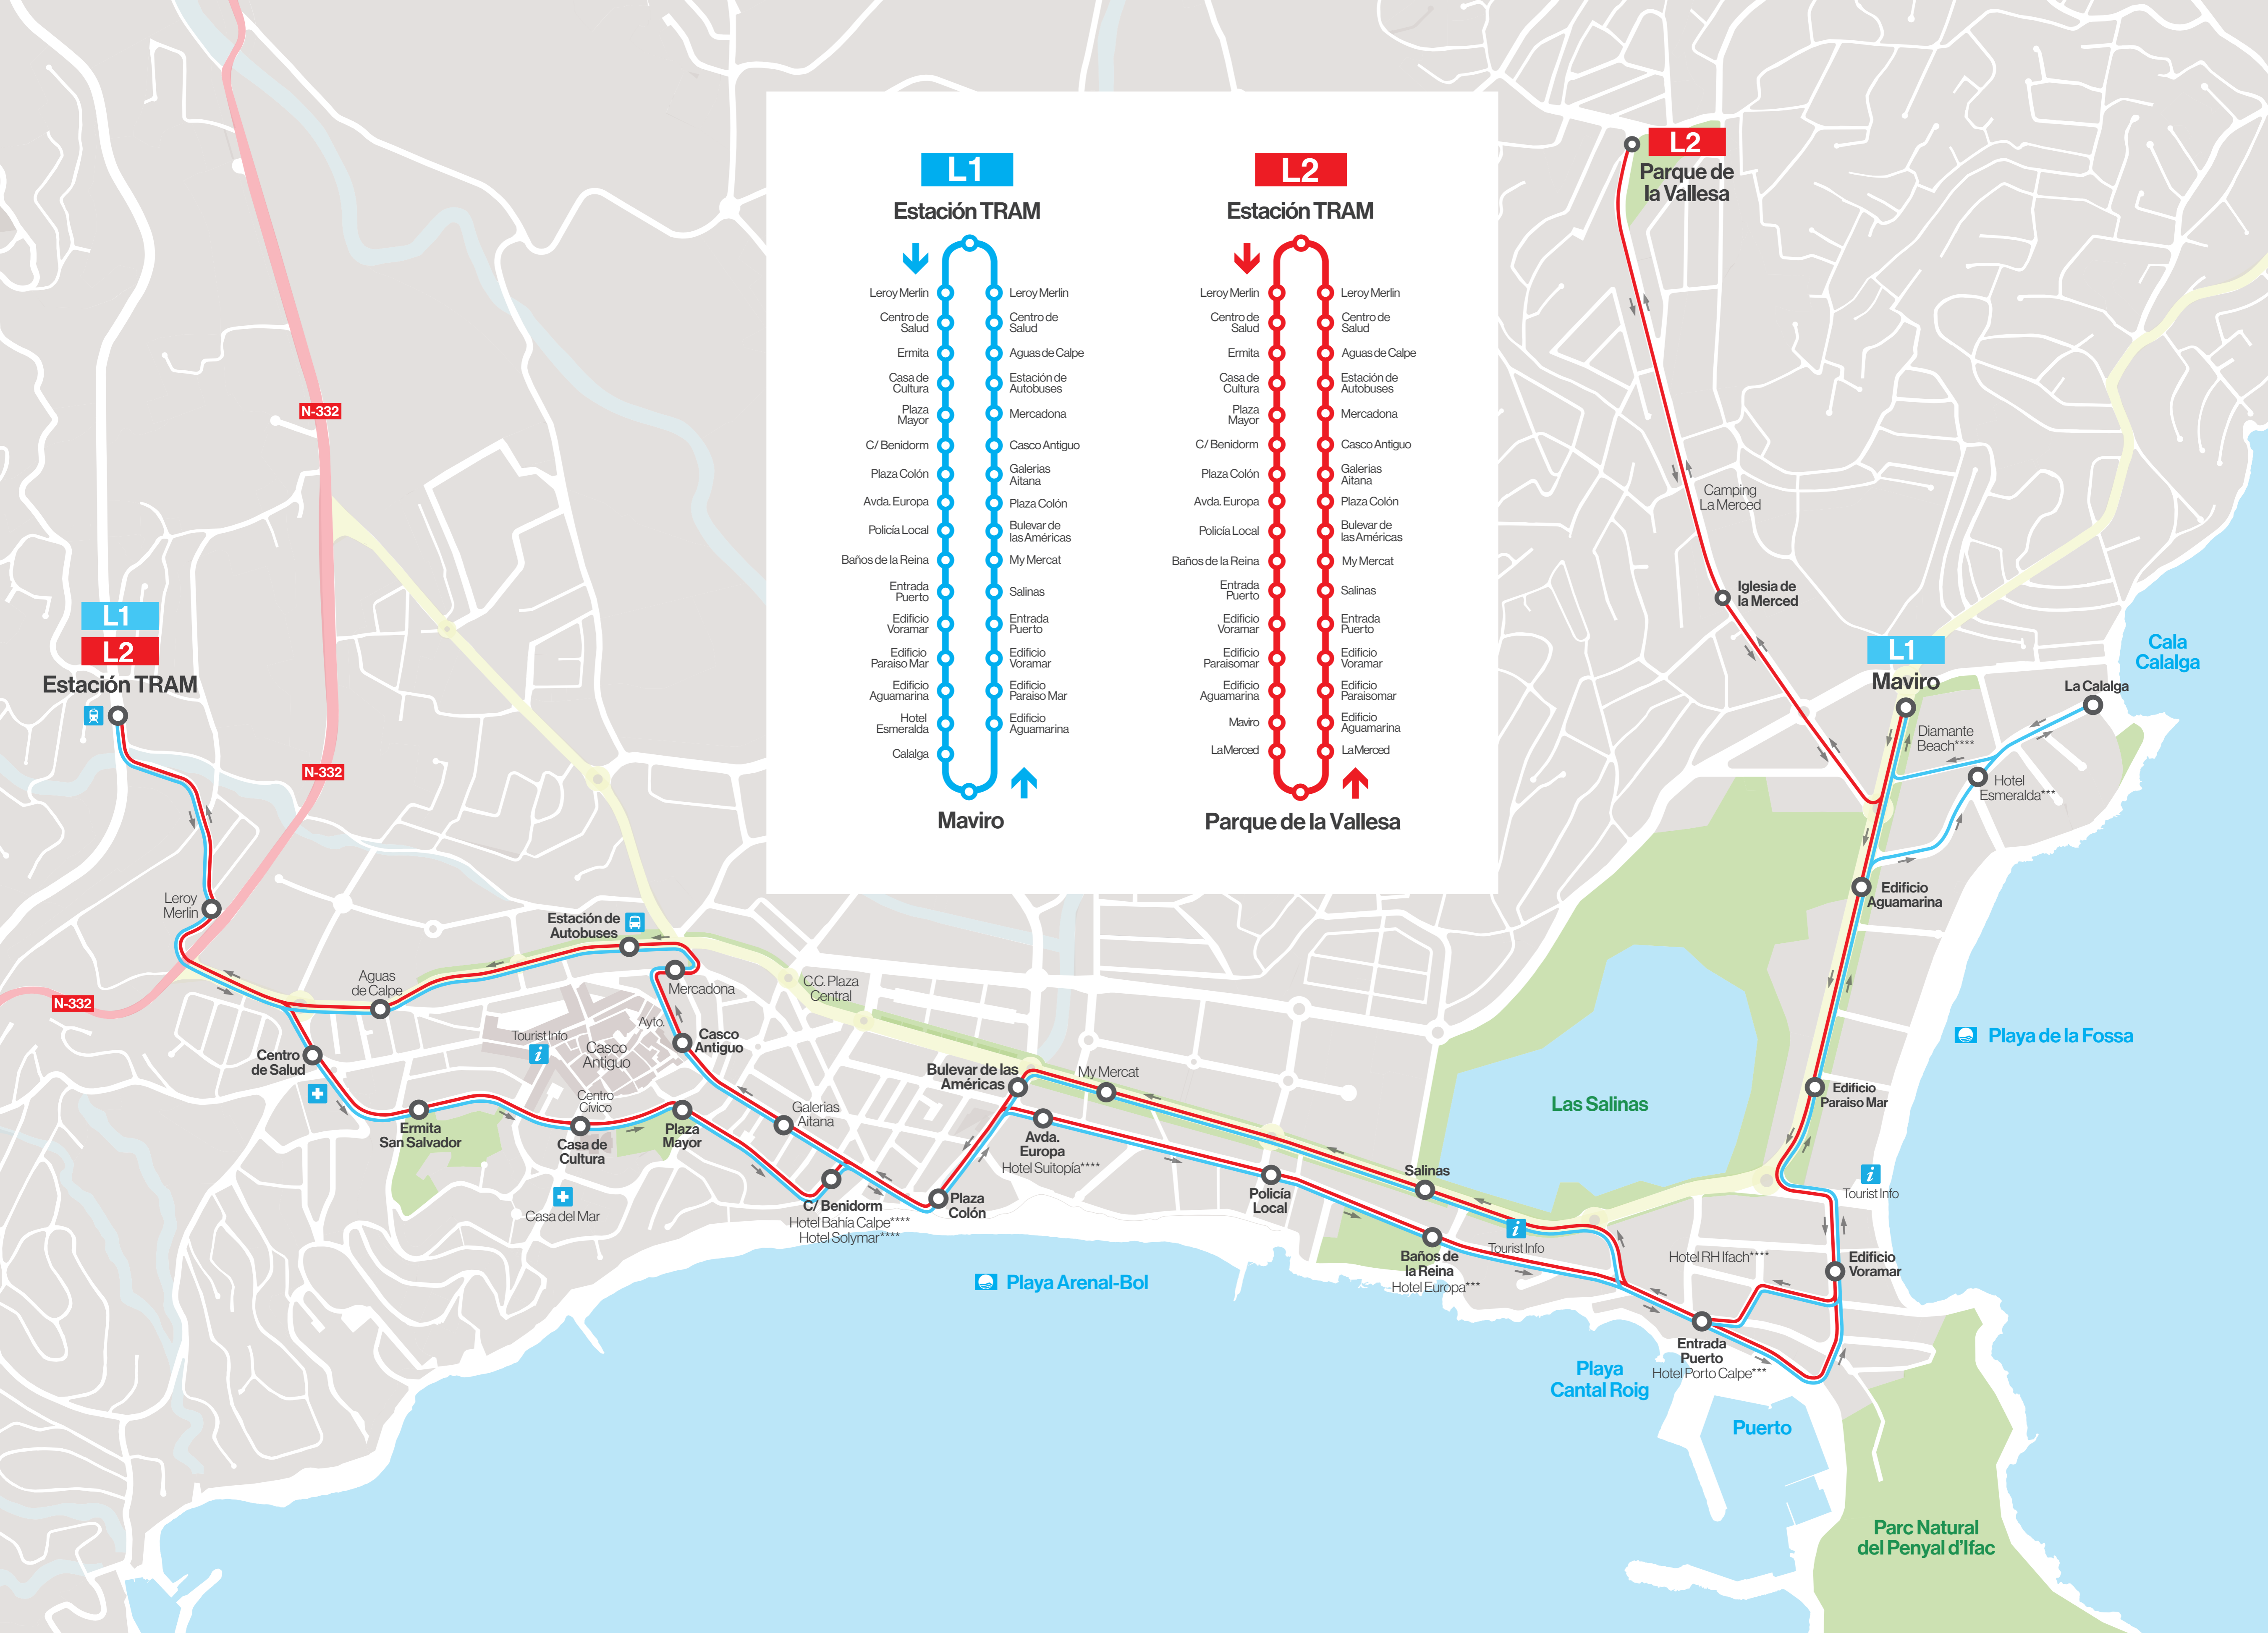 L1
Estación TRAM
Leroy Merlin
Centro de
Salud
Ermita
Casa de
Cultura
Plaza
Mayor
C/ Benidorm
Plaza Colón
Avda. Europa
Policía Local
Baños de la Reina
Entrada
Puerto
Edificio
Voramar
Edificio
Paraiso Mar
Edificio
Aguamarina
Hotel
Esmeralda
Calalga
Leroy Merlin
Centro de
Salud
Aguas de Calpe
Estación de
Autobuses
Mercadona
Casco Antiguo
Galerias
Aitana
Plaza Colón
Bulevar de
las Américas
My Mercat
Salinas
Entrada
Puerto
Edificio
Voramar
Edificio
Paraiso Mar
Edificio
Aguamarina
Maviro
L2
Estación TRAM
Leroy Merlin
Centro de
Salud
Ermita
Casa de
Cutura
Plaza
Mayor
C/ Benidorm
Plaza Colón
Avda. Europa
Policía Local
Baños de la Reina
Entrada
Puerto
Edificio
Voramar
Edificio
Paraisomar
Edificio
Aguamarina
Maviro
La Merced
Leroy Merlin
Centro de
Salud
Aguas de Calpe
Estación de
Autobuses
Mercadona
Casco Antiguo
Galerias
Aitana
Plaza Colón
Bulevar de
las Américas
My Mercat
Salinas
Entrada
Puerto
Edificio
Voramar
Edificio
Paraisomar
Edificio
Aguamarina
La Merced
Parque de la Vallesa
L2
Parque de
la Vallesa
N-332
Camping
La Merced
Iglesia de
la Merced
L1
L2
Estación TRAM
L1
Maviro
Cala
Calalga
La Calalga
Diamante
Beach****
Hotel
Esmeralda***
N-332
Leroy
Merlin
Edificio
Aguamarina
Estación de
Autobuses
Aguas
de Calpe
Mercadona
C.C. Plaza
Central
N-332
Ayto.
Tourist Info
Casco
Antiguo
Casco
Antiguo
Playa de la Fossa
Centro
de Salud
Bulevar de las
Américas
My Mercat
Edificio
Paraiso Mar
Las Salinas
Centro
Cívico
Galerias
Aitana
Ermita
San Salvador
Casa de
Cultura
Plaza
Mayor
Avda.
Europa
Hotel Suitopía****
Salinas
Policía
Local
Tourist Info
Casa del Mar
C/ Benidorm
Hotel Bahía Calpe****
Hotel Solymar****
Plaza
Colón
Tourist Info
Baños de
la Reina
Hotel Europa***
Hotel RH Ifach****
Edificio
Voramar
Playa Arenal-Bol
Entrada
Puerto
Hotel Porto Calpe***
Playa
Cantal Roig
Puerto
Parc Natural
del Penyal d'Ifac